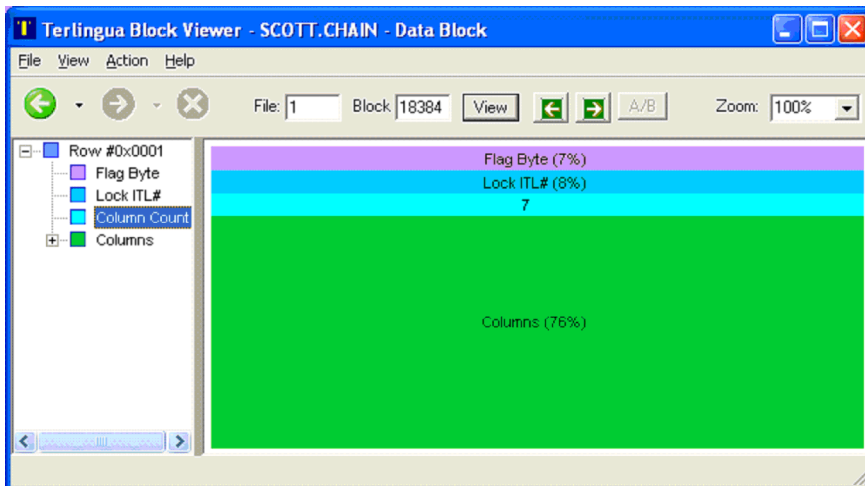 Terlingua Block Viewer - SCOTT.CHAIN - Data Block
File View Action Help
File: 1 Block 18384 View A/B Zoom: 100%
Row #0x0001
Flag Byte
Lock ITL#
Column Count
Columns
Flag Byte (7%)
Lock ITL# (8%)
7
Columns (76%)